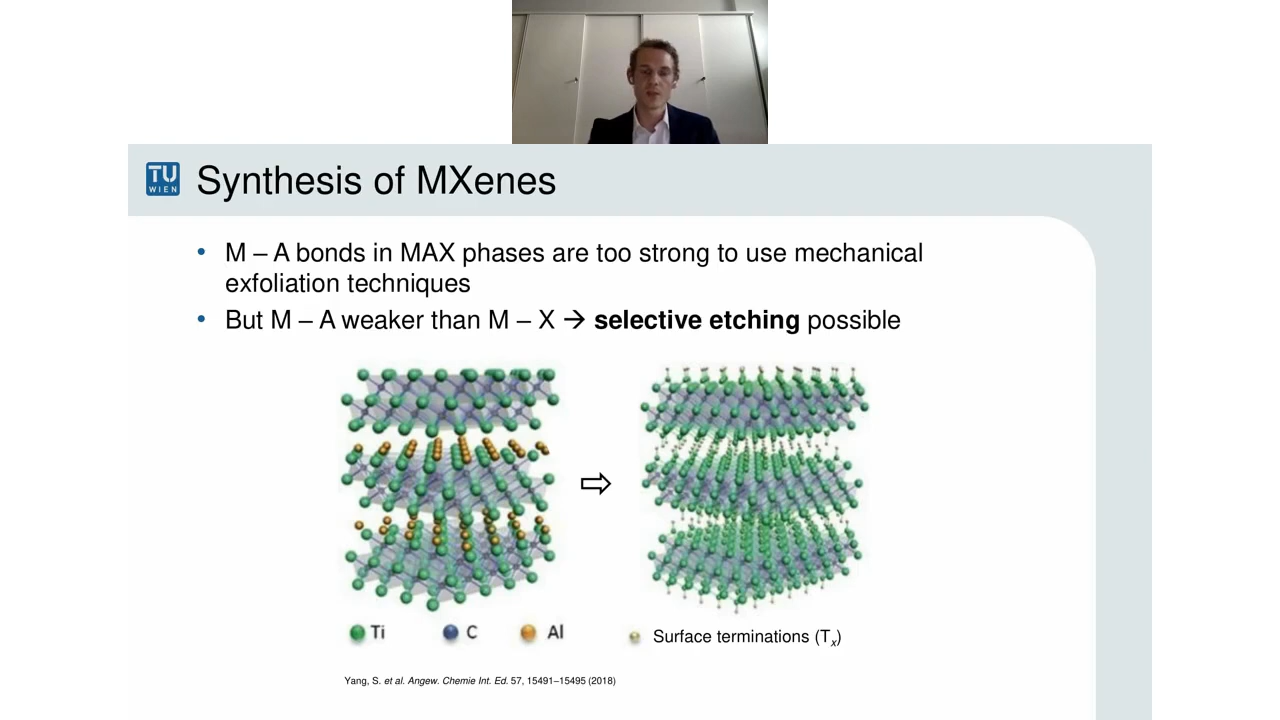 TU
WIEN
Synthesis of MXenes
• M – A bonds in MAX phases are too strong to use mechanical
exfoliation techniques
• But M – A weaker than M – X → selective etching possible
Ti C Al Surface terminations (Tx)
Yang, S. et al. Angew. Chemie Int. Ed. 57, 15491–15495 (2018)